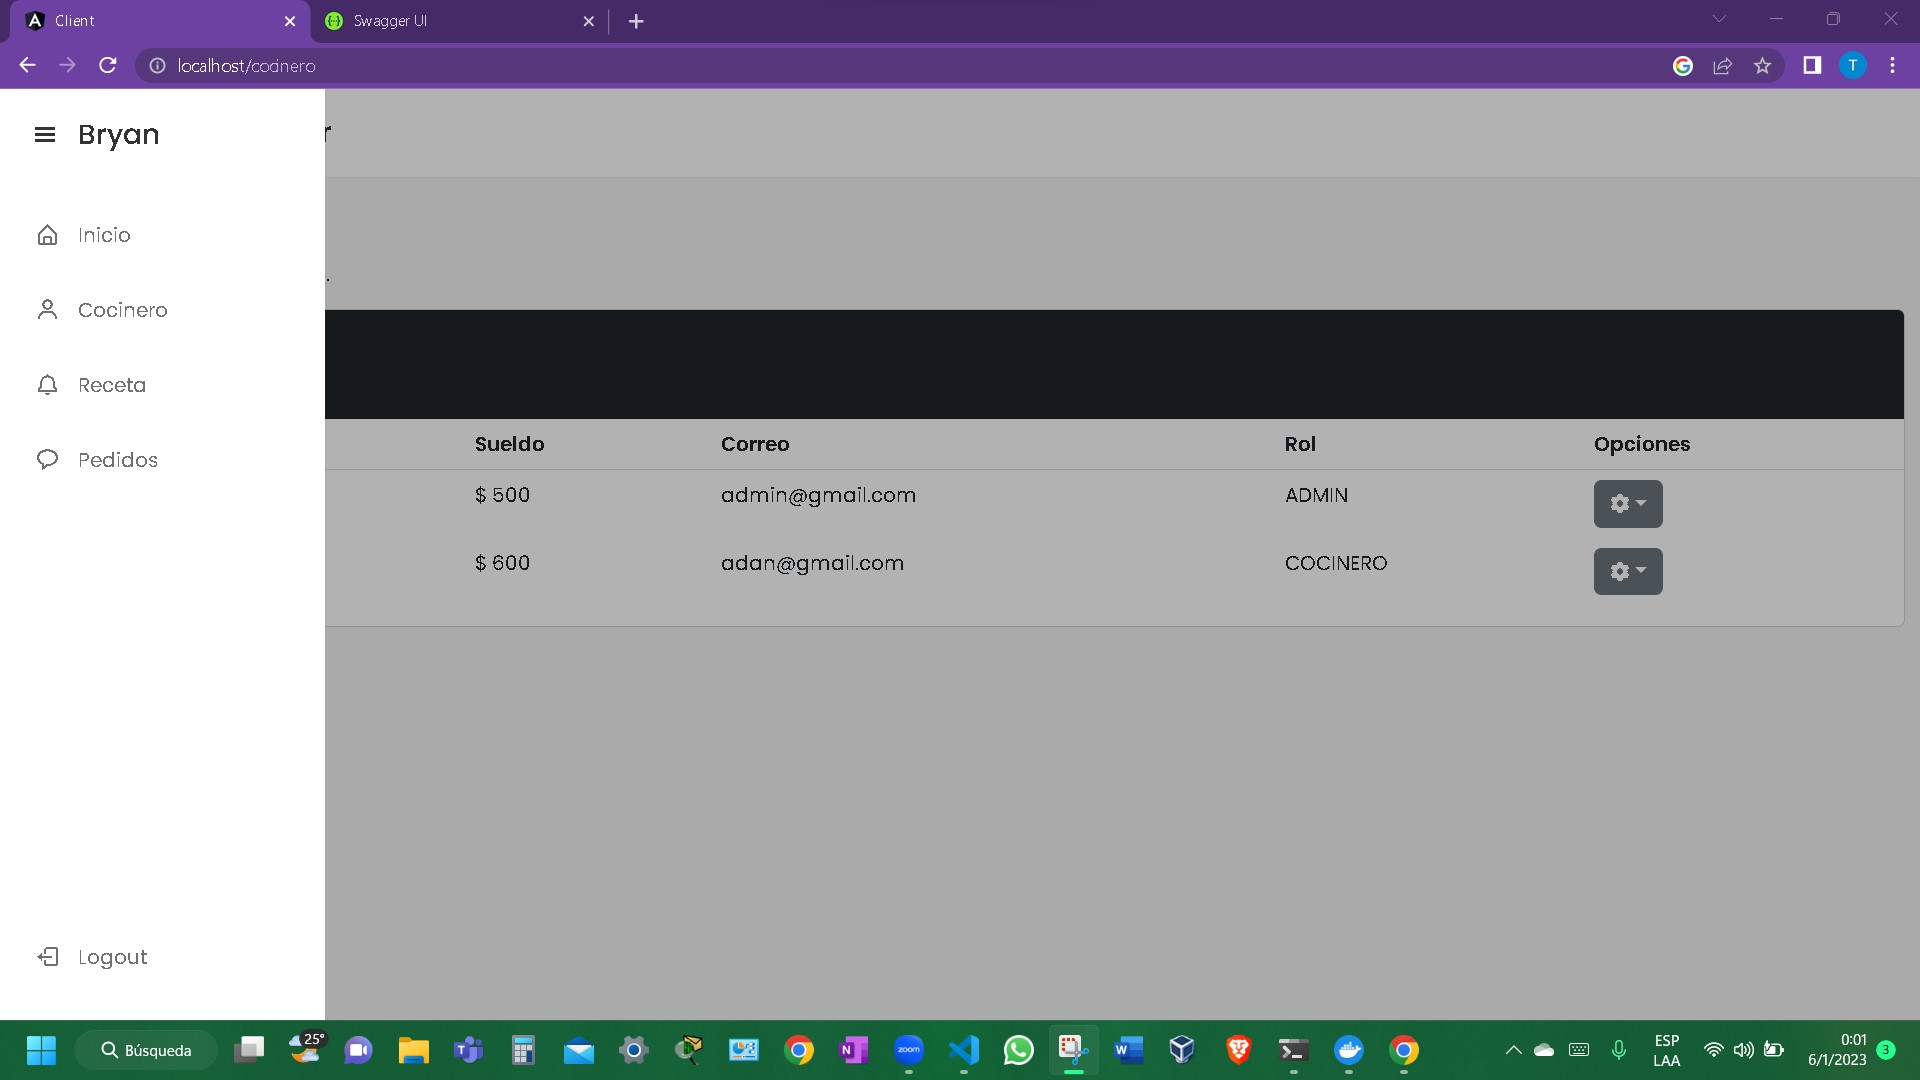 Client
Swagger UI
localhost/cocinero
T
Bryan
r
Inicio
.
Cocinero
Receta
Sueldo Correo Rol Opciones
Pedidos
$ 500 admin@gmail.com ADMIN
$ 600 adan@gmail.com COCINERO
Logout
Búsqueda
25°
zoom
ESP
LAA
0:01
6/1/2023
3